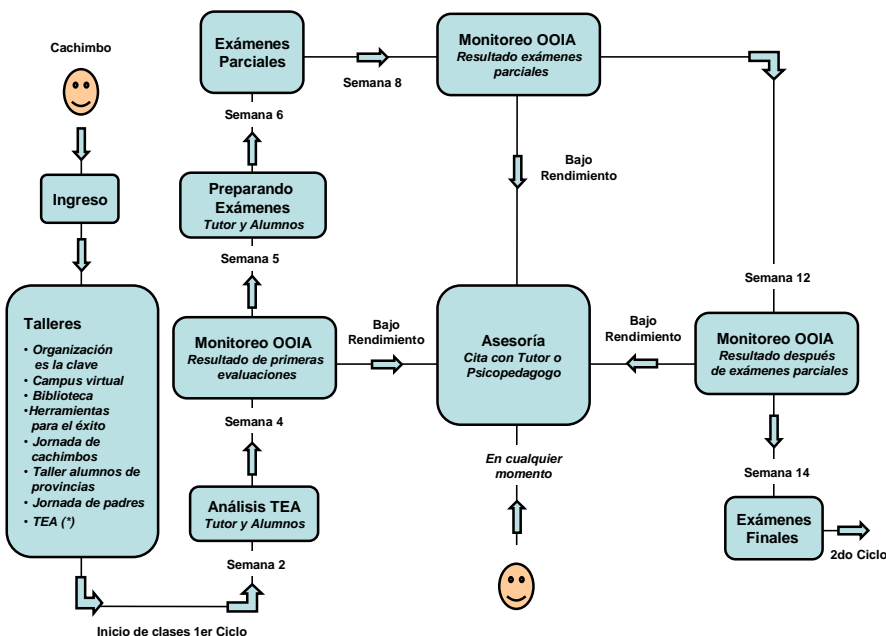 Cachimbo
Ingreso
Talleres
• Organización
es la clave
• Campus virtual
• Biblioteca
•Herramientas
para el éxito
• Jornada de
cachimbos
• Taller alumnos de
provincias
• Jornada de padres
• TEA (*)
Inicio de clases 1er Ciclo
Semana 2
Análisis TEA
Tutor y Alumnos
Semana 4
Monitoreo OOIA
Resultado de primeras
evaluaciones
Semana 5
Preparando
Exámenes
Tutor y Alumnos
Semana 6
Exámenes
Parciales
Semana 8
Monitoreo OOIA
Resultado exámenes
parciales
Bajo
Rendimiento
Bajo
Rendimiento
Asesoría
Cita con Tutor o
Psicopedagogo
En cualquier
momento
Bajo
Rendimiento
Semana 12
Monitoreo OOIA
Resultado después
de exámenes parciales
Semana 14
Exámenes
Finales
2do Ciclo